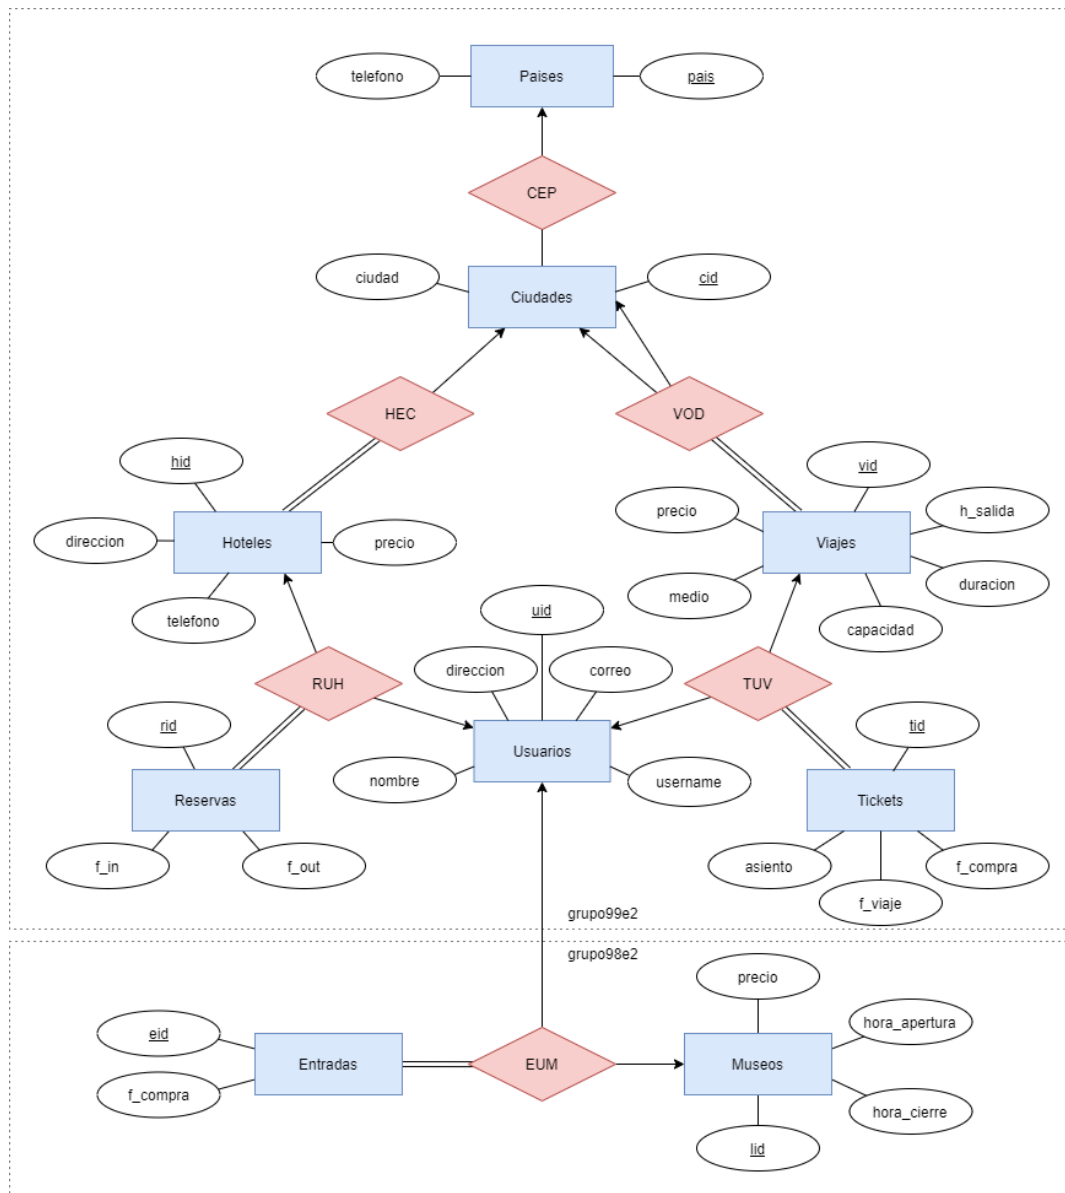 telefono
Paises
pais
CEP
ciudad
Ciudades
cid
HEC
VOD
hid
vid
direccion
Hoteles
precio
precio
Viajes
h_salida
telefono
medio
duracion
capacidad
uid
direccion
correo
RUH
TUV
rid
nombre
Usuarios
username
tid
Reservas
Tickets
f_in
f_out
asiento
f_viaje
f_compra
grupo99e2
grupo98e2
precio
eid
Entradas
EUM
Museos
hora_apertura
f_compra
hora_cierre
lid